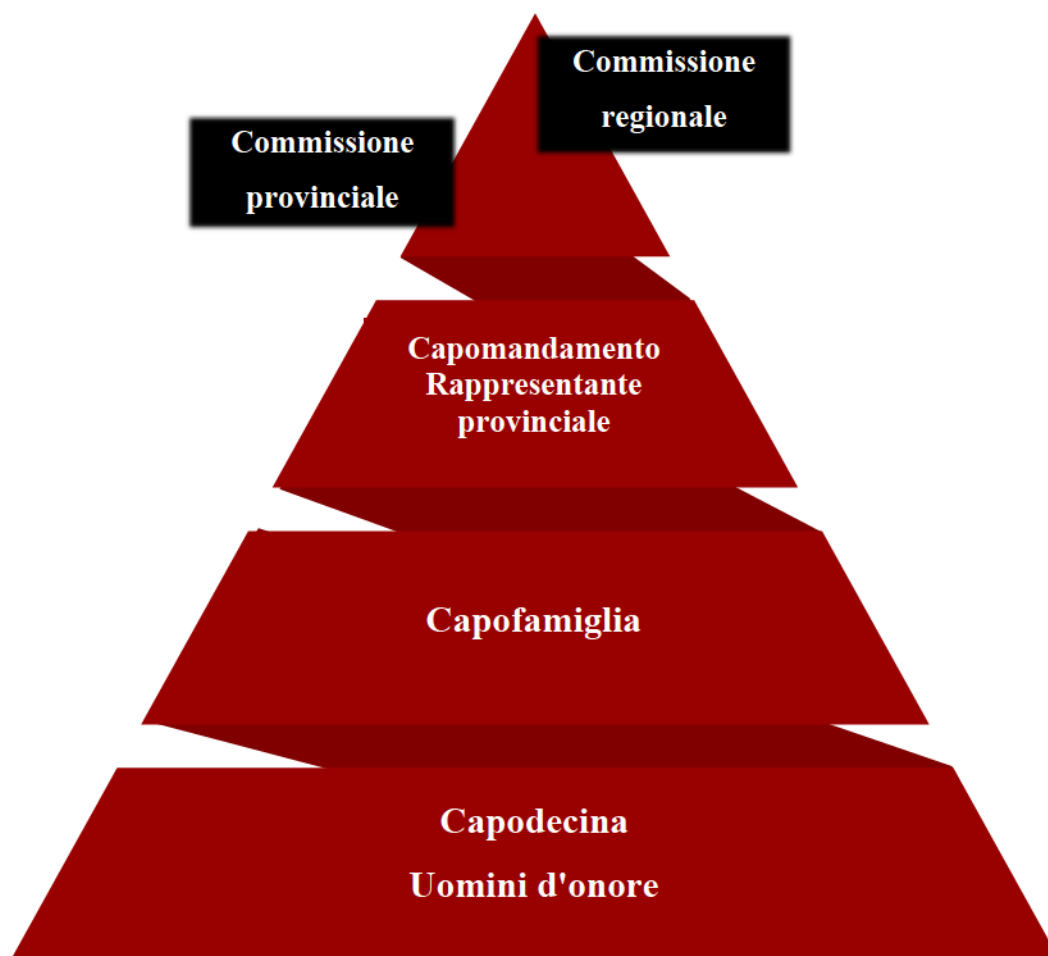 Commissione
regionale
Commissione
provinciale
Capomandamento
Rappresentante
provinciale
Capofamiglia
Capodecina
Uomini d'onore